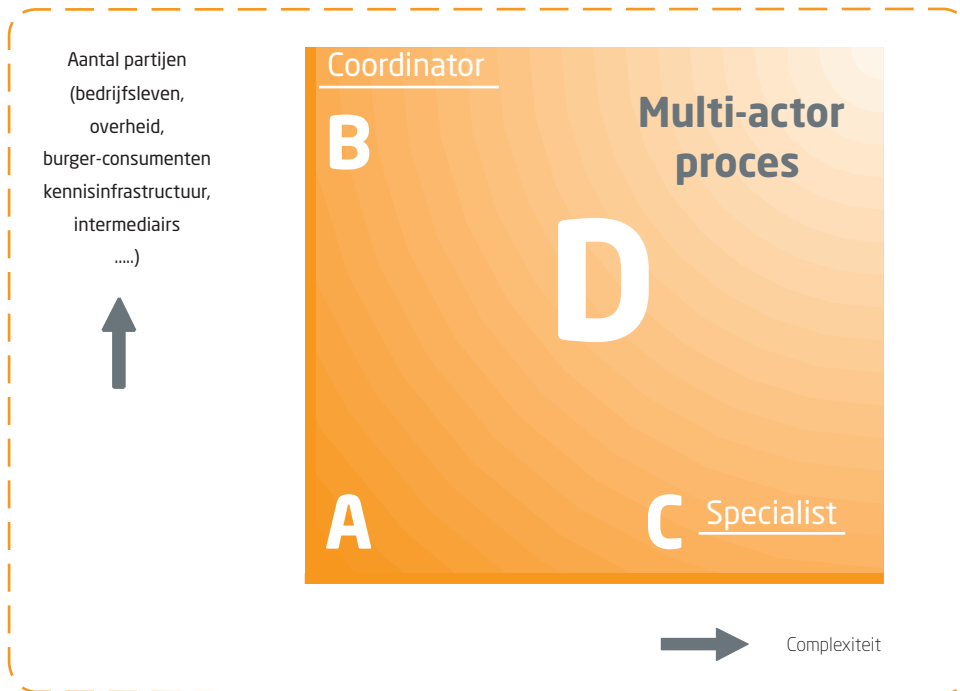 Aantal partijen
(bedrijfsleven,
overheid,
burger-consumenten
kennisinfrastructuur,
intermediairs
.....)
Coordinator
B
Multi-actor
proces
D
A
C Specialist
Complexiteit